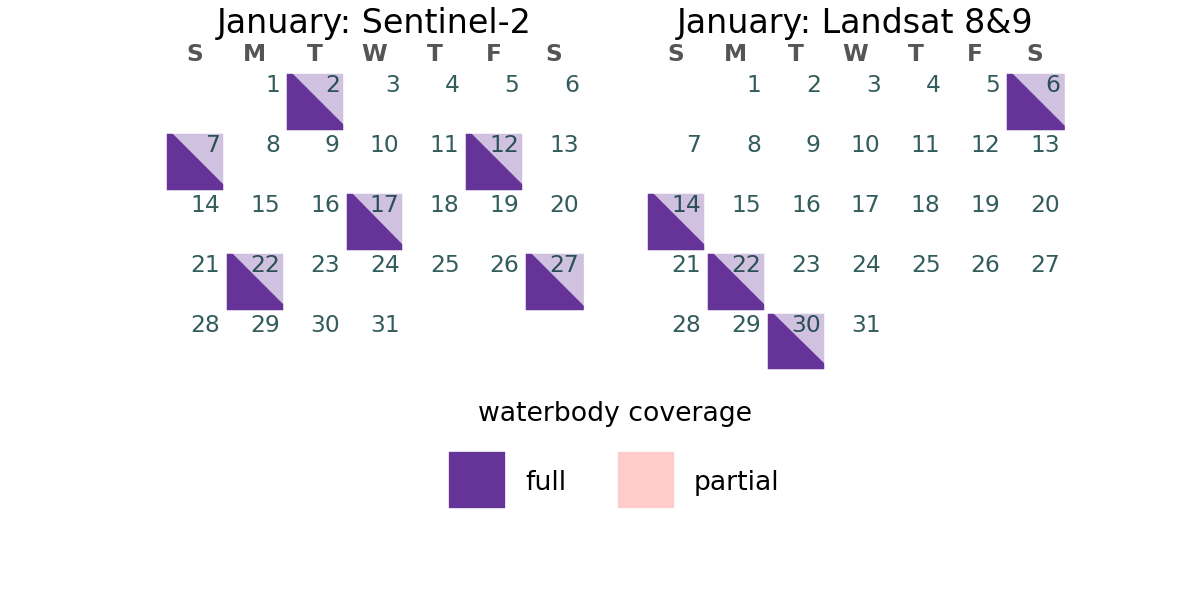 January: Sentinel-2
S M T W T F S
1 2 3 4 5 6
7 8 9 10 11 12 13
14 15 16 17 18 19 20
21 22 23 24 25 26 27
28 29 30 31
January: Landsat 8&9
S M T W T F S
1 2 3 4 5 6
7 8 9 10 11 12 13
14 15 16 17 18 19 20
21 22 23 24 25 26 27
28 29 30 31
waterbody coverage
full partial